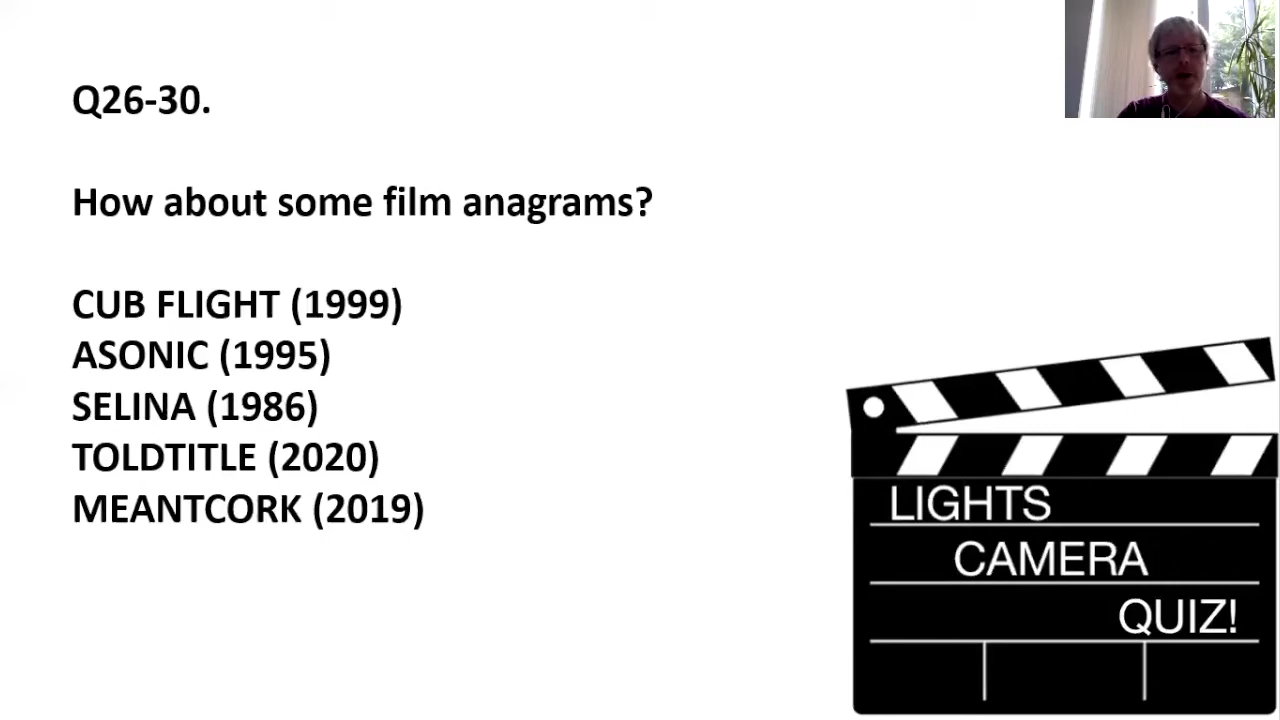 Q26-30.
How about some film anagrams?
CUB FLIGHT (1999)
ASONIC (1995)
SELINA (1986)
TOLDTITLE (2020)
MEANTCORK (2019)
LIGHTS
CAMERA
QUIZ!